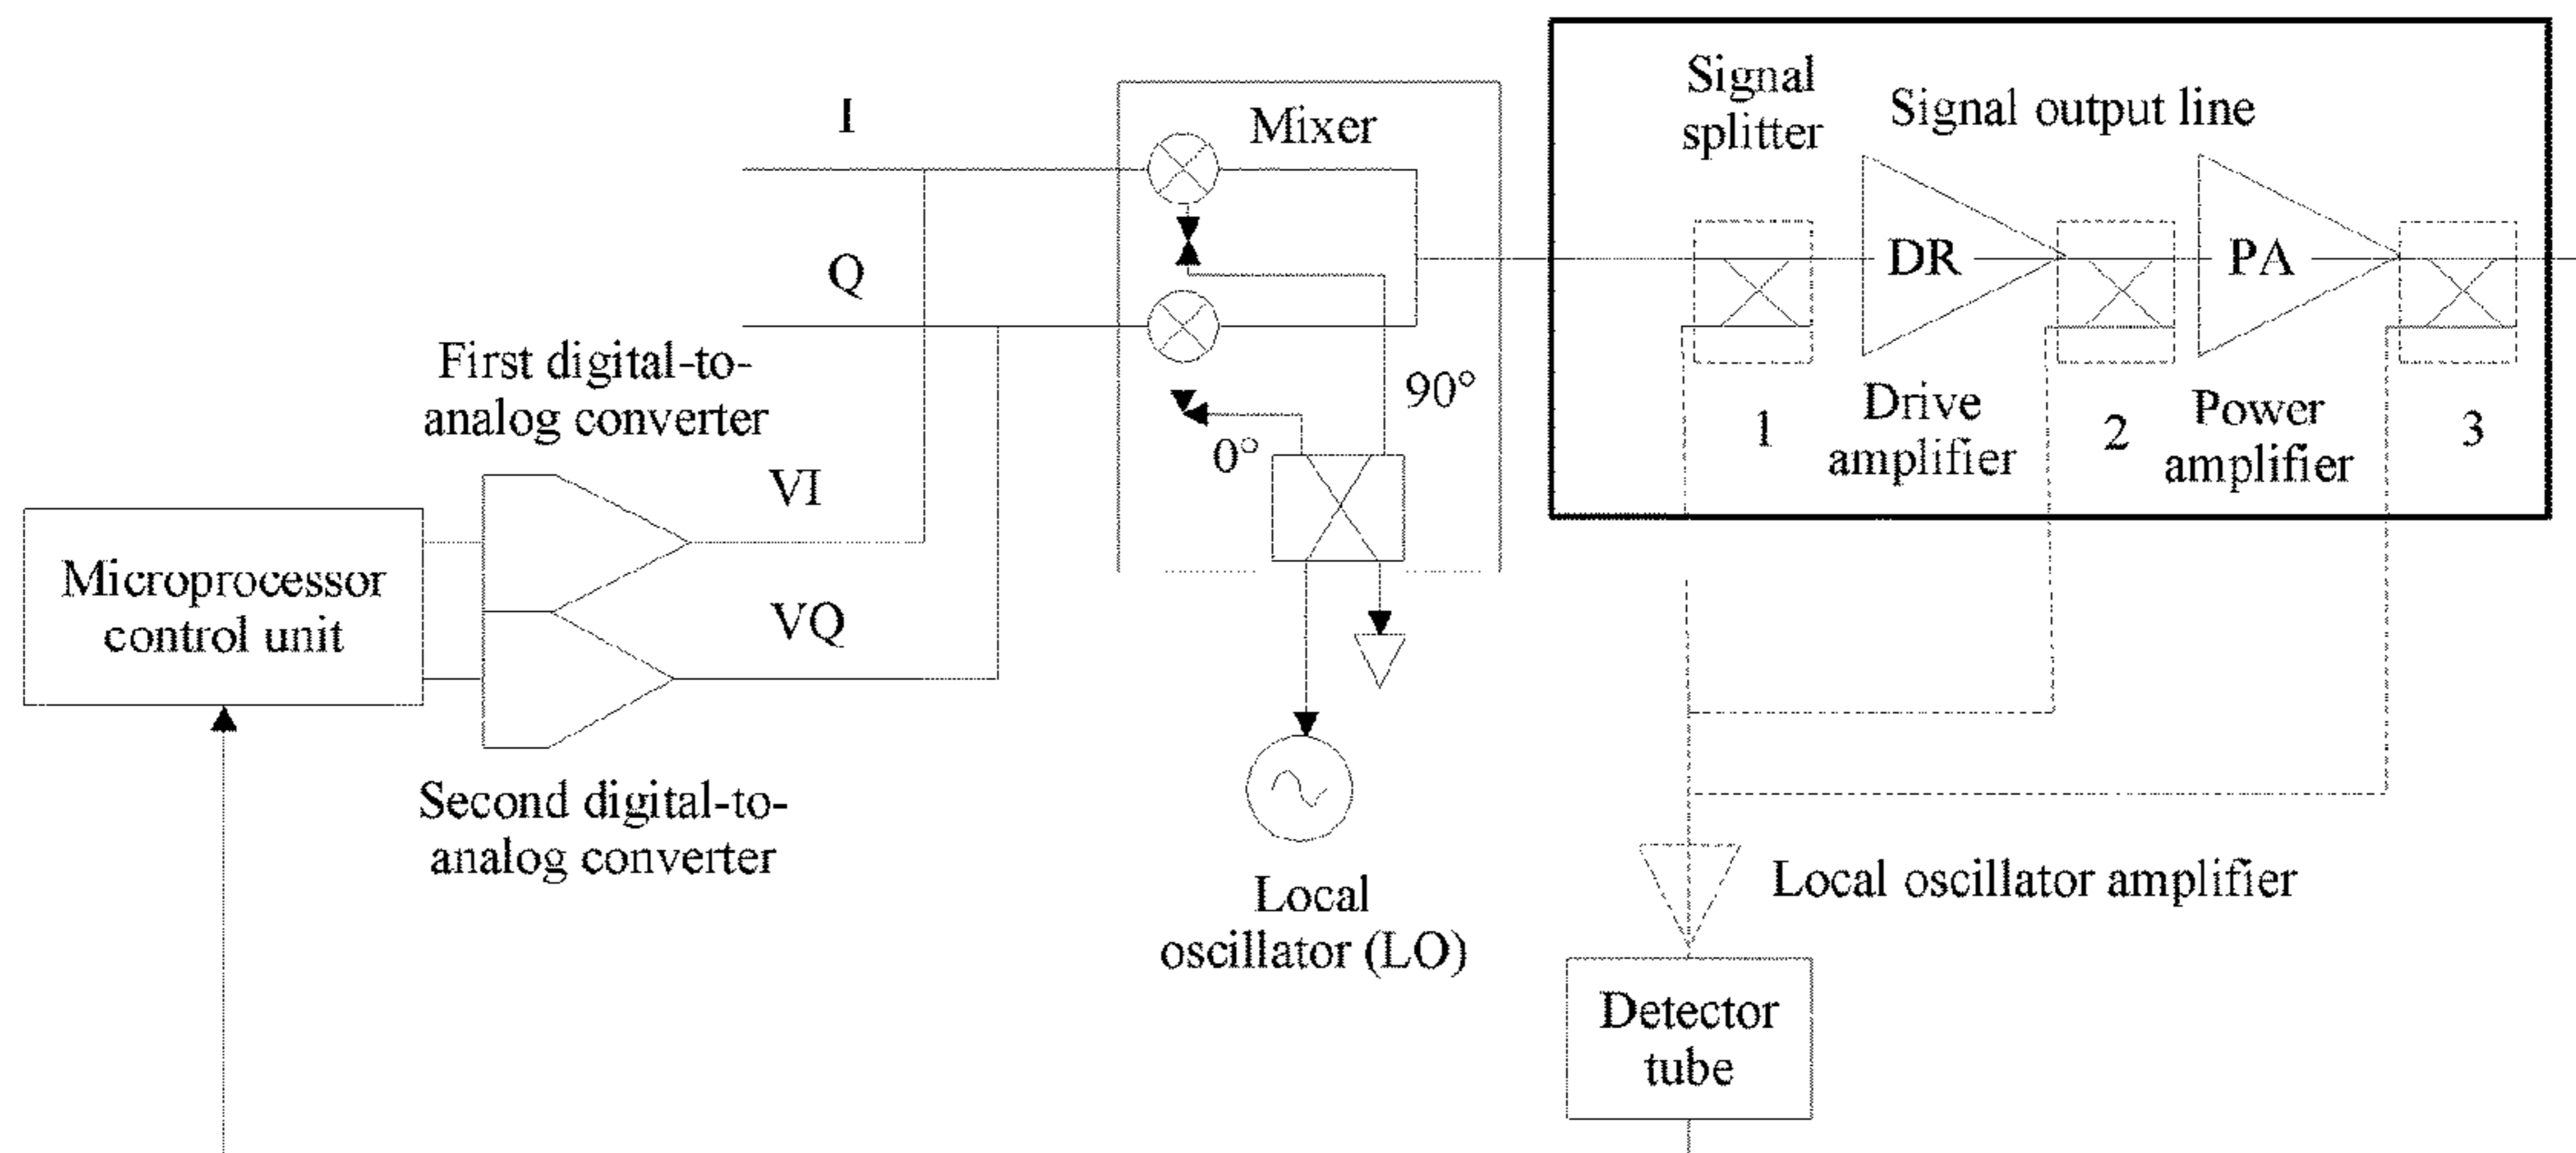 I
Q
Mixer
Signal
splitter
Signal output line
DR
PA
1
Drive
amplifier
2
Power
amplifier
3
90°
0°
First digital-to-
analog converter
VI
VQ
Microprocessor
control unit
Second digital-to-
analog converter
Local
oscillator (LO)
Local oscillator amplifier
Detector
tube